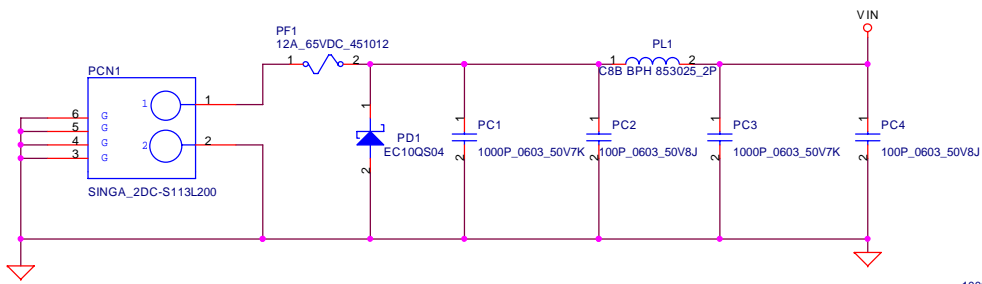 VIN
PF1
12A_65VDC_451012
1
2
PL1
1
2
C8B BPH 853025_2P
PCN1
1
1
2
2
6
G
5
G
4
G
3
G
SINGA_2DC-S113L200
1
PD1
EC10QS04
2
1
PC1
1000P_0603_50V7K
2
1
PC2
100P_0603_50V8J
2
1
PC3
1000P_0603_50V7K
2
1
PC4
100P_0603_50V8J
2